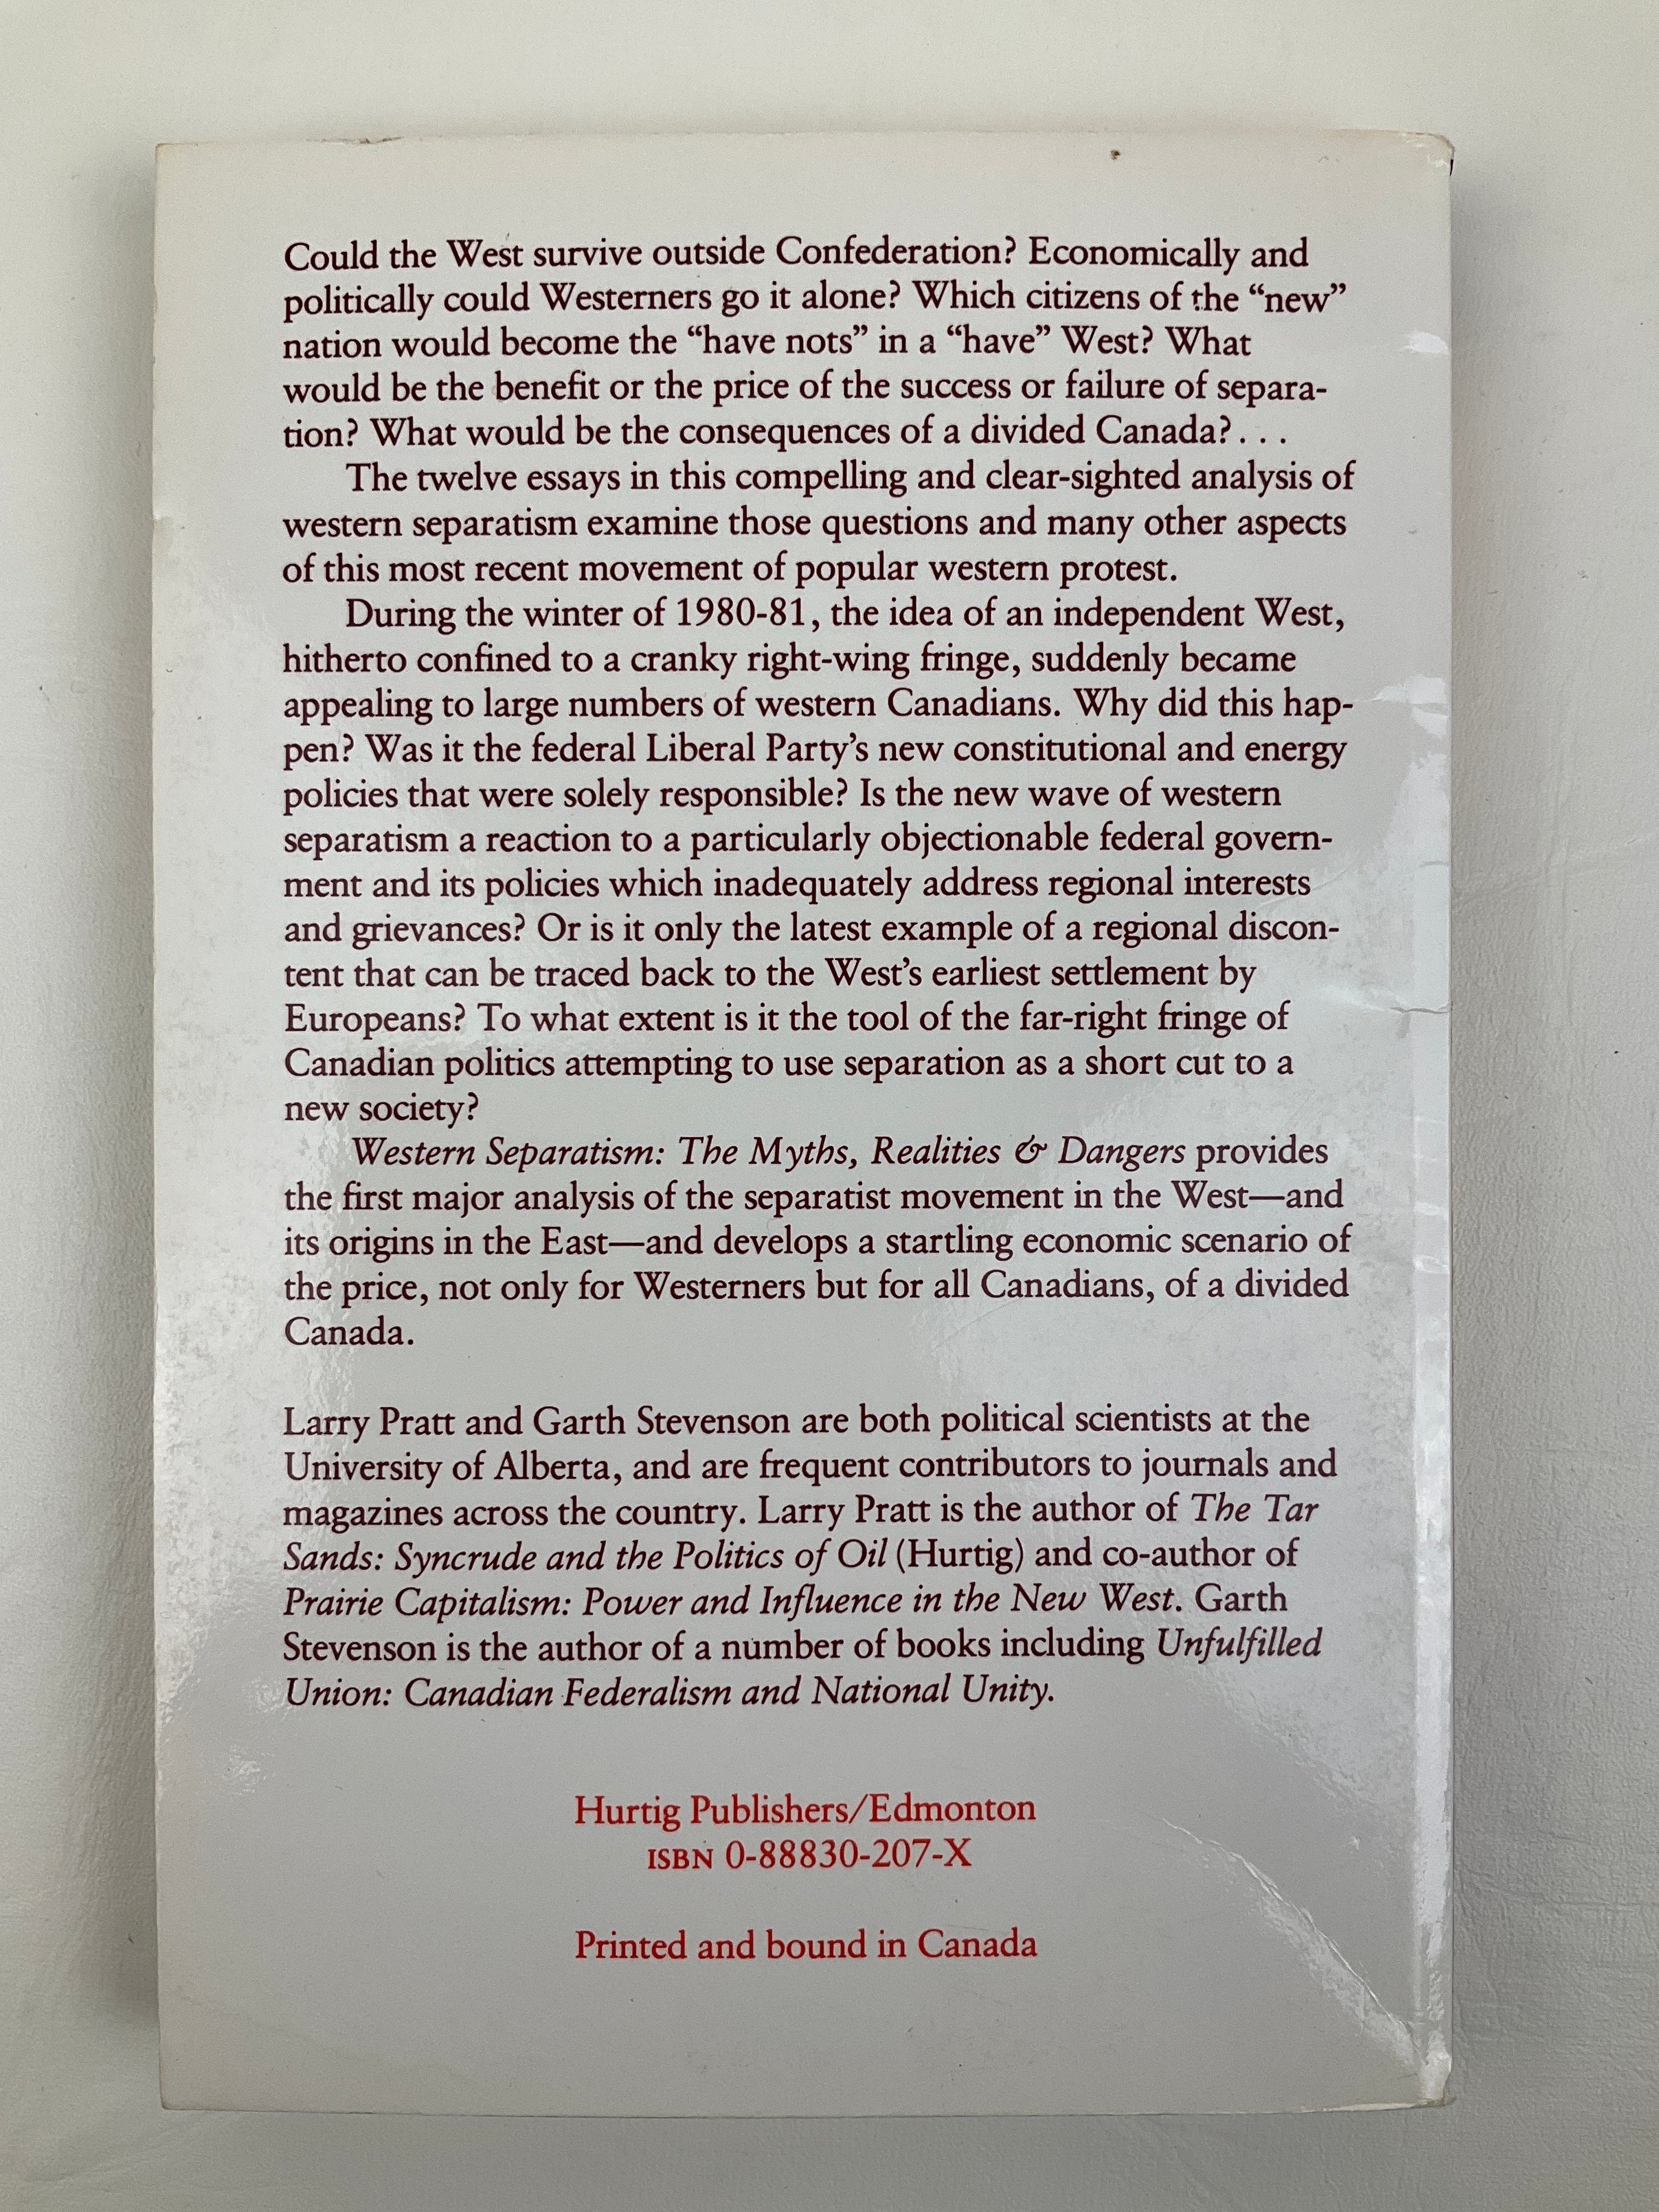 Could the West survive outside Confederation? Economically and
politically could Westerners go it alone? Which citizens of the “new”
nation would become the “have nots” in a “have” West? What
would be the benefit or the price of the success or failure of separa-
tion? What would be the consequences of a divided Canada? . . .
The twelve essays in this compelling and clear-sighted analysis of
western separatism examine those questions and many other aspects
of this most recent movement of popular western protest.
During the winter of 1980-81, the idea of an independent West,
hitherto confined to a cranky right-wing fringe, suddenly became
appealing to large numbers of western Canadians. Why did this hap-
pen? Was it the federal Liberal Party’s new constitutional and energy
policies that were solely responsible? Is the new wave of western
separatism a reaction to a particularly objectionable federal govern-
ment and its policies which inadequately address regional interests
and grievances? Or is it only the latest example of a regional discon-
tent that can be traced back to the West’s earliest settlement by
Europeans? To what extent is it the tool of the far-right fringe of
Canadian politics attempting to use separation as a short cut to a
new society?
Western Separatism: The Myths, Realities & Dangers provides
the first major analysis of the separatist movement in the West—and
its origins in the East—and develops a startling economic scenario of
the price, not only for Westerners but for all Canadians, of a divided
Canada.
Larry Pratt and Garth Stevenson are both political scientists at the
University of Alberta, and are frequent contributors to journals and
magazines across the country. Larry Pratt is the author of The Tar
Sands: Syncrude and the Politics of Oil (Hurtig) and co-author of
Prairie Capitalism: Power and Influence in the New West. Garth
Stevenson is the author of a number of books including Unfulfilled
Union: Canadian Federalism and National Unity.
Hurtig Publishers/Edmonton
ISBN 0-88830-207-X
Printed and bound in Canada